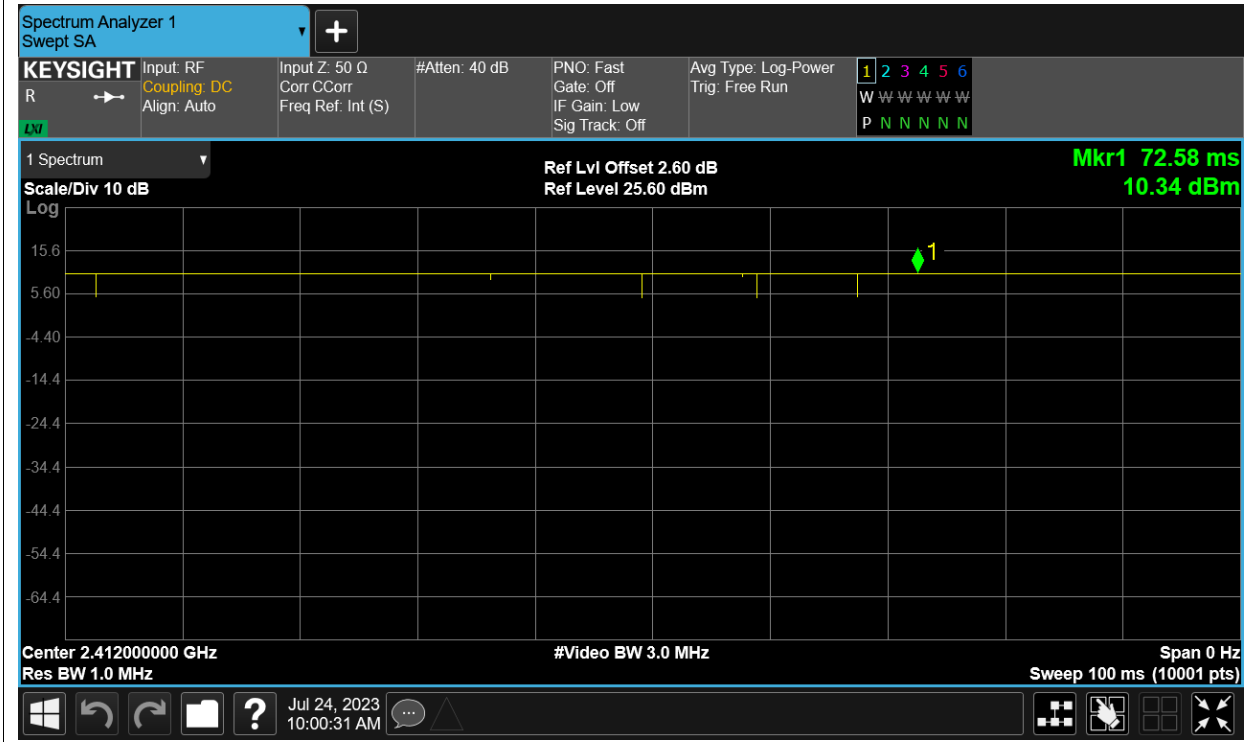 Spectrum Analyzer 1
Swept SA
+
KEYSIGHT
R
LXI
Input: RF
Coupling: DC
Align: Auto
Input Z: 50 Ω
Corr CCorr
Freq Ref: Int (S)
#Atten: 40 dB
PNO: Fast
Gate: Off
IF Gain: Low
Sig Track: Off
Avg Type: Log-Power
Trig: Free Run
1 2 3 4 5 6
W W W W W W
P N N N N N
1 Spectrum
Scale/Div 10 dB
Log
Ref Lvl Offset 2.60 dB
Ref Level 25.60 dBm
Mkr1 72.58 ms
10.34 dBm
1
15.6
5.60
-4.40
-14.4
-24.4
-34.4
-44.4
-54.4
-64.4
Center 2.412000000 GHz
Res BW 1.0 MHz
#Video BW 3.0 MHz
Span 0 Hz
Sweep 100 ms (10001 pts)
?
Jul 24, 2023
10:00:31 AM